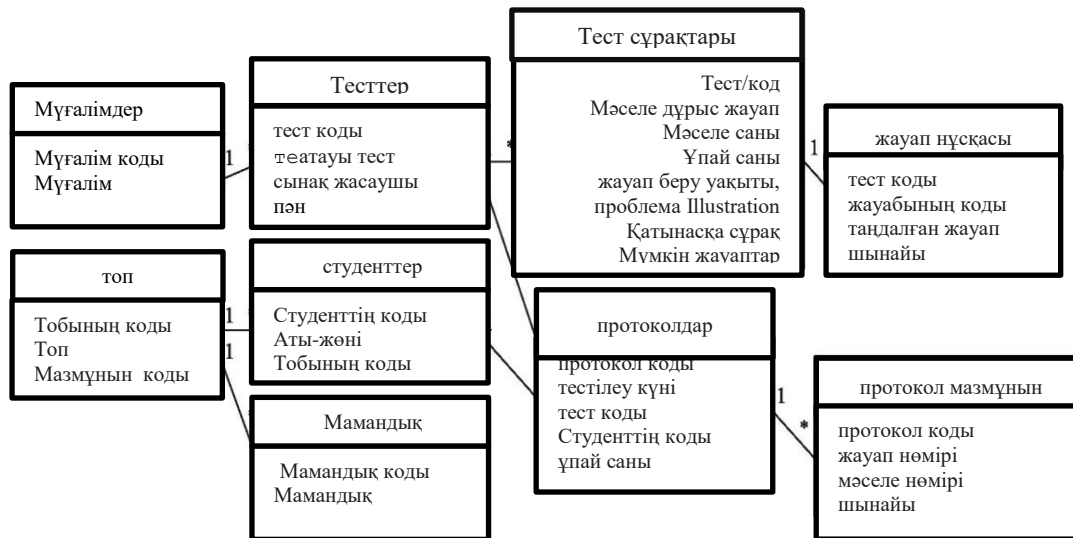 Мүғалімдер
Мүғалім коды
Мүғалім
1
Тесттер
тест коды
театауы тест
сынақ жасаушы
пән
*
Тест сұрақтары
Тест/код
Мәселе дұрыс жауап
Мәселе саны
Ұпай саны
жауап беру уақыты,
проблема Illustration
Қатынасқа сұрақ
Мүмкін жауаптар
1
жауап нұсқасы
тест коды
жауабының коды
таңдалған жауап
шынайы
топ
Тобының коды
Топ
Мазмұнын коды
1
1
студенттер
Студенттің коды
Аты-жөні
Тобының коды
Мамандық
Мамандық коды
Мамандық
протоколдар
протокол коды
тестілеу күні
тест коды
Студенттің коды
ұпай саны
1
*
протокол мазмұнын
протокол коды
жауап нөмірі
мәселе нөмірі
шынайы